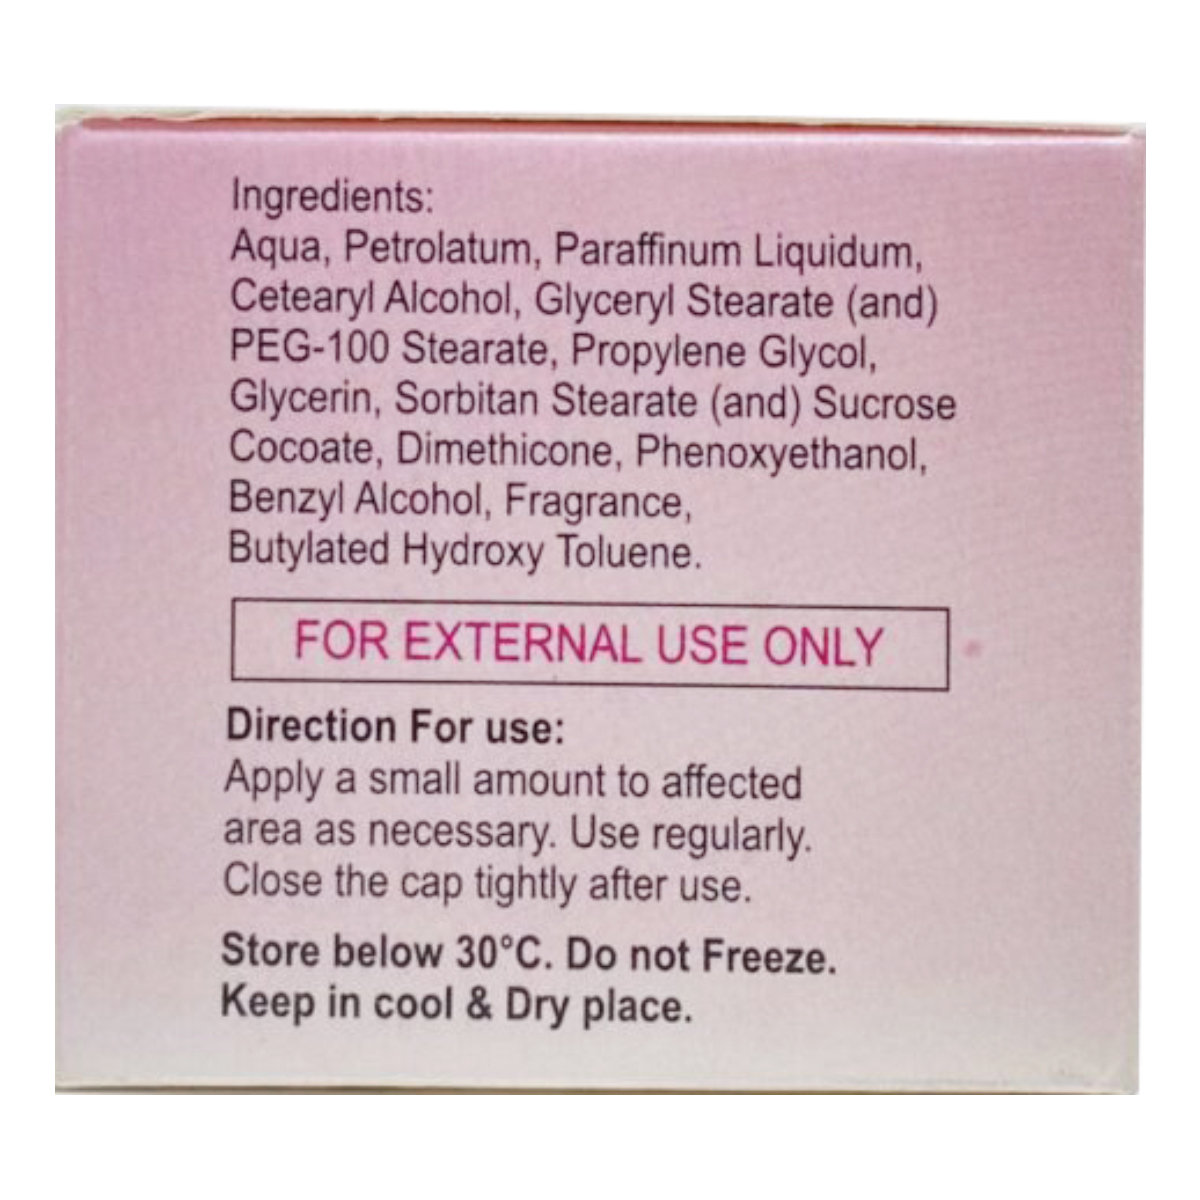 Ingredients:
Aqua, Petrolatum, Paraffinum Liquidum,
Cetearyl Alcohol, Glyceryl Stearate (and)
PEG-100 Stearate, Propylene Glycol,
Glycerin, Sorbitan Stearate (and) Sucrose
Cocoate, Dimethicone, Phenoxyethanol,
Benzyl Alcohol, Fragrance,
Butylated Hydroxy Toluene.
FOR EXTERNAL USE ONLY
Direction For use:
Apply a small amount to affected
area as necessary. Use regularly.
Close the cap tightly after use.
Store below 30°C. Do not Freeze.
Keep in cool & Dry place.